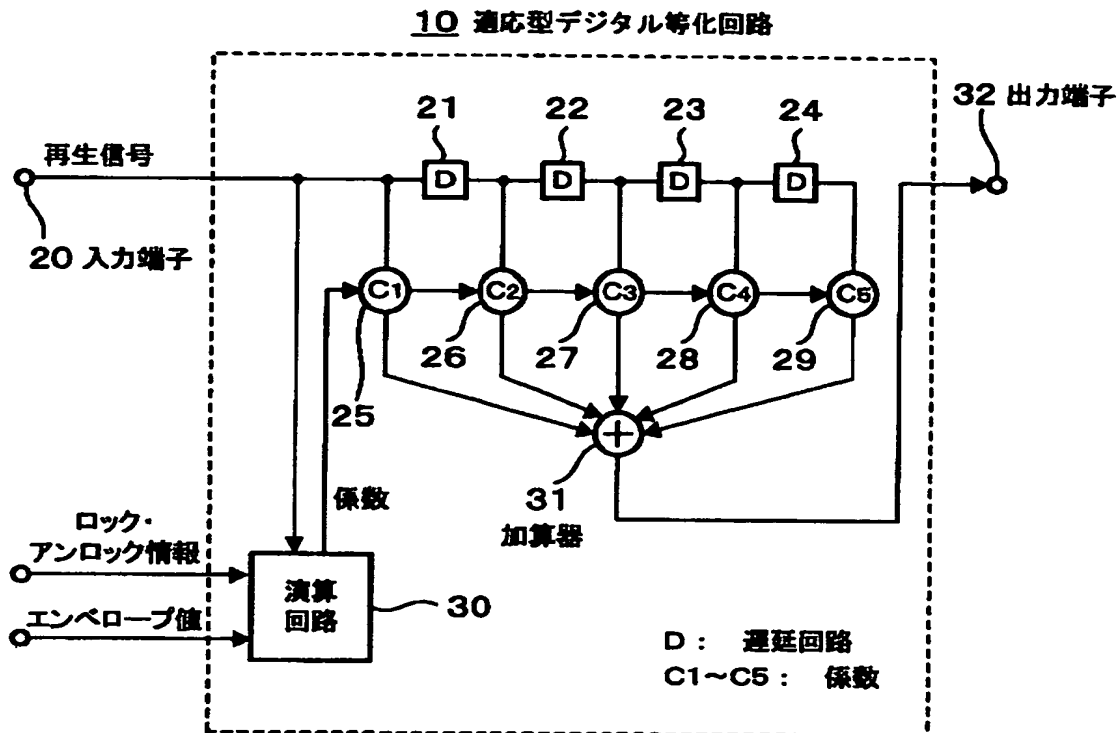 10 適応型デジタル等化回路
32 出力端子
21
22
23
24
再生信号
D
D
D
D
20 入力端子
C1
C2
C3
C4
C5
25
26
27
28
29
+
31
加算器
係数
ロック・
アンロック情報
エンベロープ値
演算
回路
30
D： 遅延回路
C1～C5： 係数